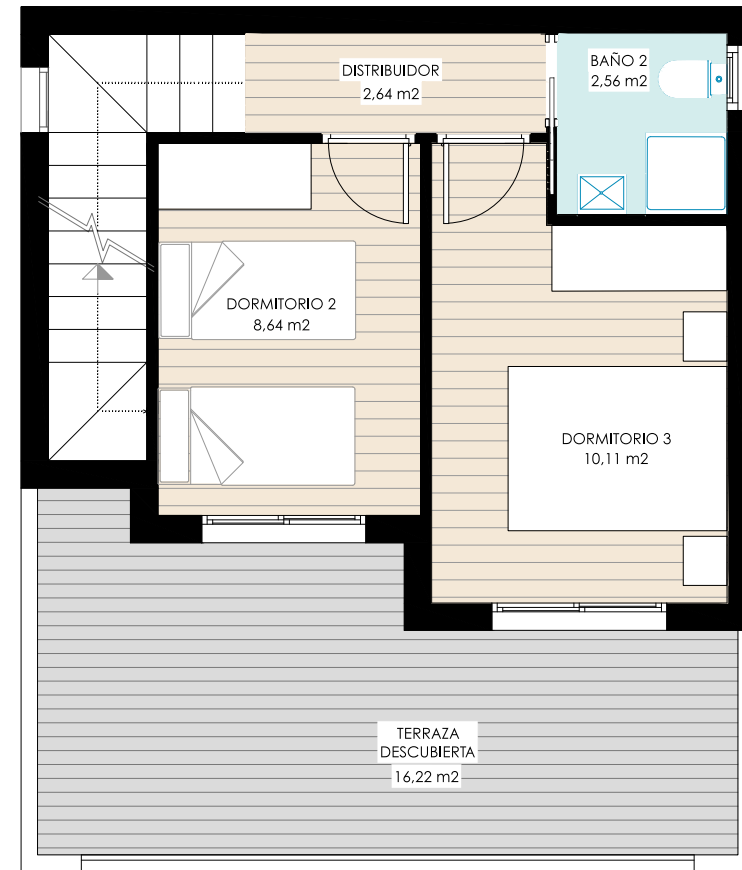 DISTRIBUIDOR
2,64 m2
BAÑO 2
2,56 m2
DORMITORIO 2
8,64 m2
DORMITORIO 3
10,11 m2
TERRAZA
DESCUBIERTA
16,22 m2